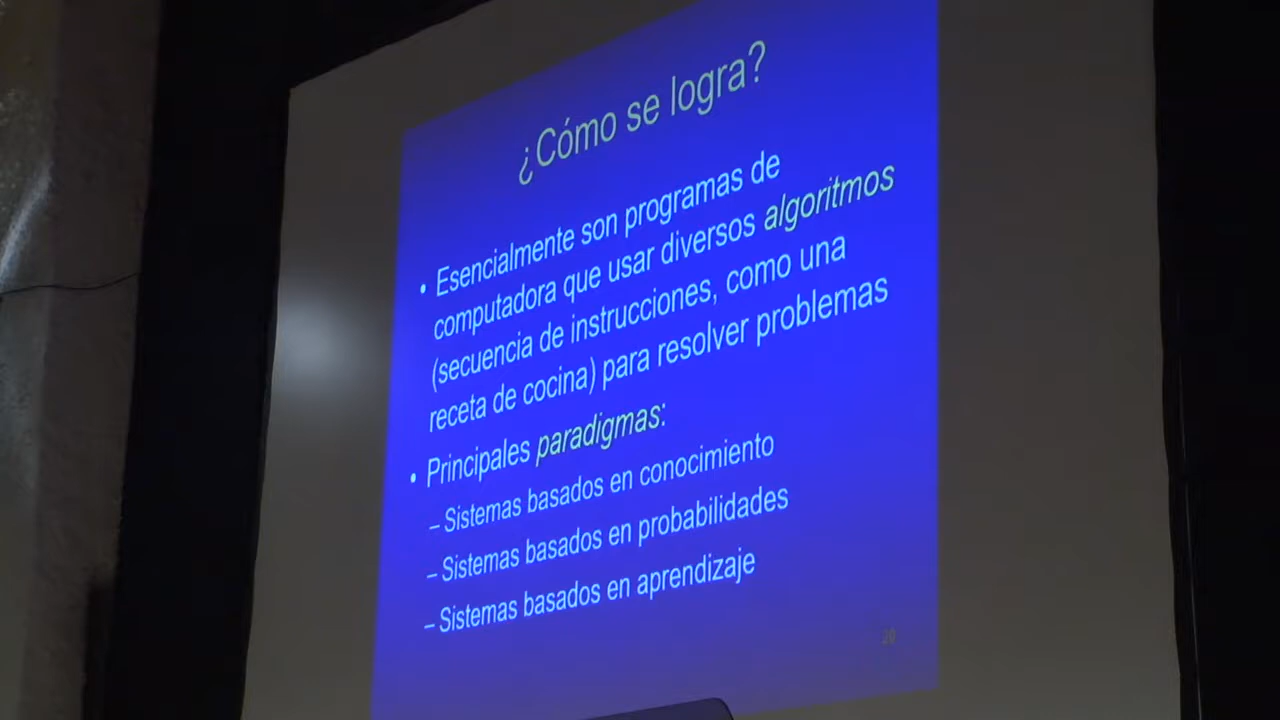 ¿Cómo se logra?
• Esencialmente son programas de
computadora que usar diversos algoritmos
(secuencia de instrucciones, como una
receta de cocina) para resolver problemas
• Principales paradigmas:
– Sistemas basados en conocimiento
– Sistemas basados en probabilidades
– Sistemas basados en aprendizaje
20